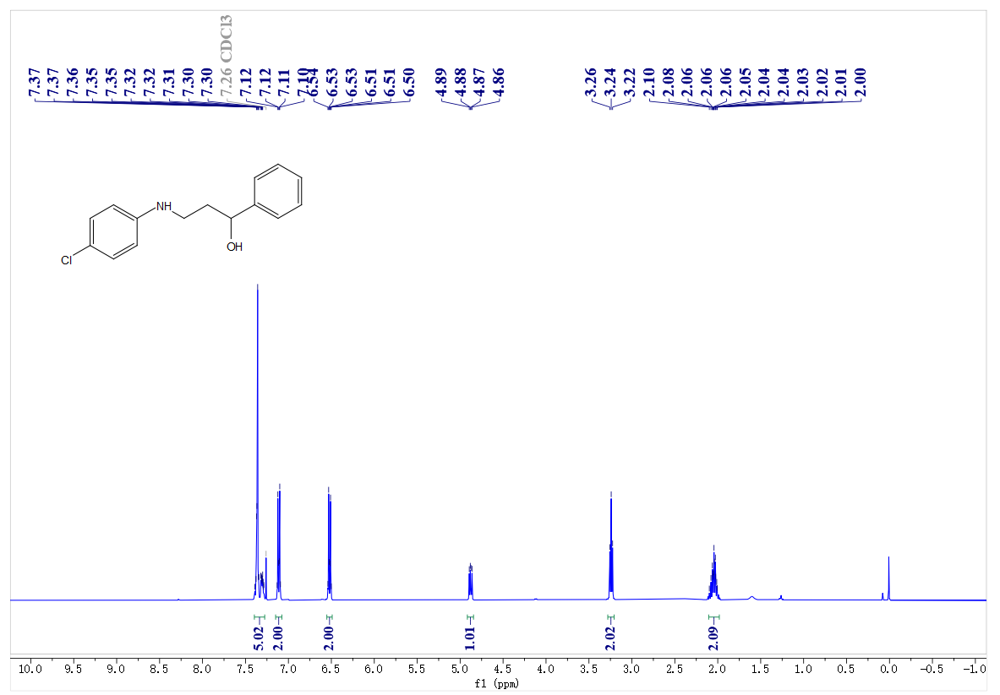 7.37 7.37 7.36 7.35 7.35 7.32 7.32 7.31 7.30 7.30 7.26 CDCl3 7.12 7.12 7.11 7.10 6.54 6.53 6.53 6.51 6.51 6.50 4.89 4.88 4.87 4.86 3.26 3.24 3.22 2.10 2.08 2.06 2.06 2.06 2.05 2.04 2.04 2.03 2.02 2.01 2.00
NH
OH
Cl
5.02 2.00 2.00 1.01 2.02 2.09
10.0 9.5 9.0 8.5 8.0 7.5 7.0 6.5 6.0 5.5 5.0 4.5 4.0 3.5 3.0 2.5 2.0 1.5 1.0 0.5 0.0 -0.5 -1.0
f1 (ppm)